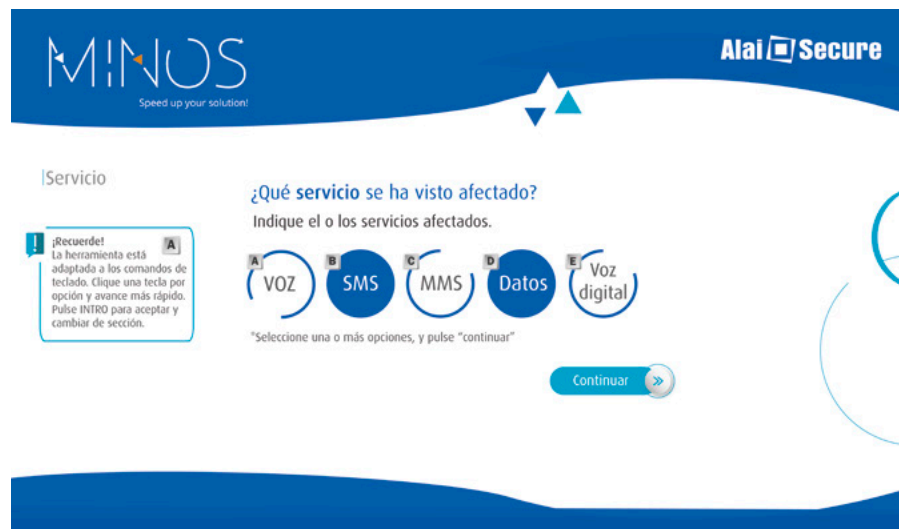 MINOS
Speed up your solution!
Alai Secure
Servicio
¡Recuerde!
A
La herramienta está
adaptada a los comandos de
teclado. Clique una tecla por
opción y avance más rápido.
Pulse INTRO para aceptar y
cambiar de sección.
¿Qué servicio se ha visto afectado?
Indique el o los servicios afectados.
A
VOZ
B
SMS
C
MMS
D
Datos
E
Voz
digital
*Seleccione una o más opciones, y pulse “continuar”
Continuar